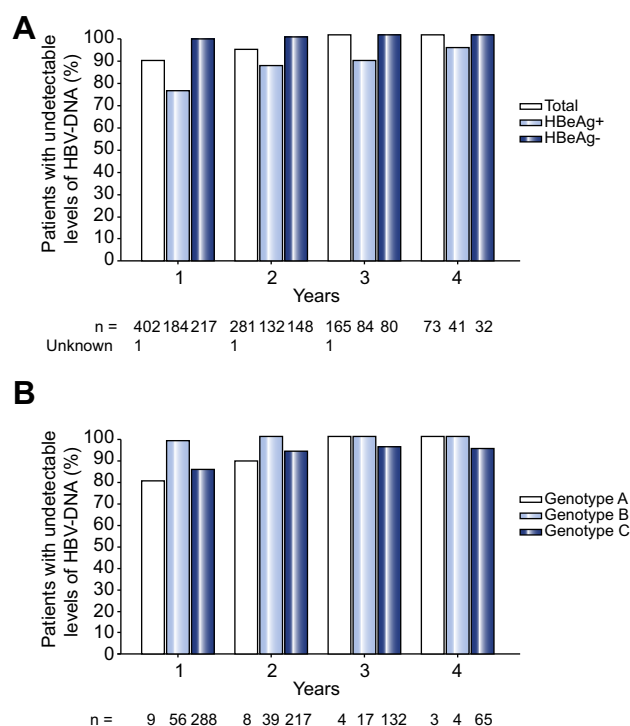 A
Patients with undetectable
levels of HBV-DNA (%)
100
90
80
70
60
50
40
30
20
10
0
1 2 3 4
Years
Total
HBeAg+
HBeAg-
n = 402 184 217 281 132 148 165 84 80 73 41 32
Unknown 1 1 1
B
Patients with undetectable
levels of HBV-DNA (%)
100
90
80
70
60
50
40
30
20
10
0
1 2 3 4
Years
Genotype A
Genotype B
Genotype C
n = 9 56 288 8 39 217 4 17 132 3 4 65